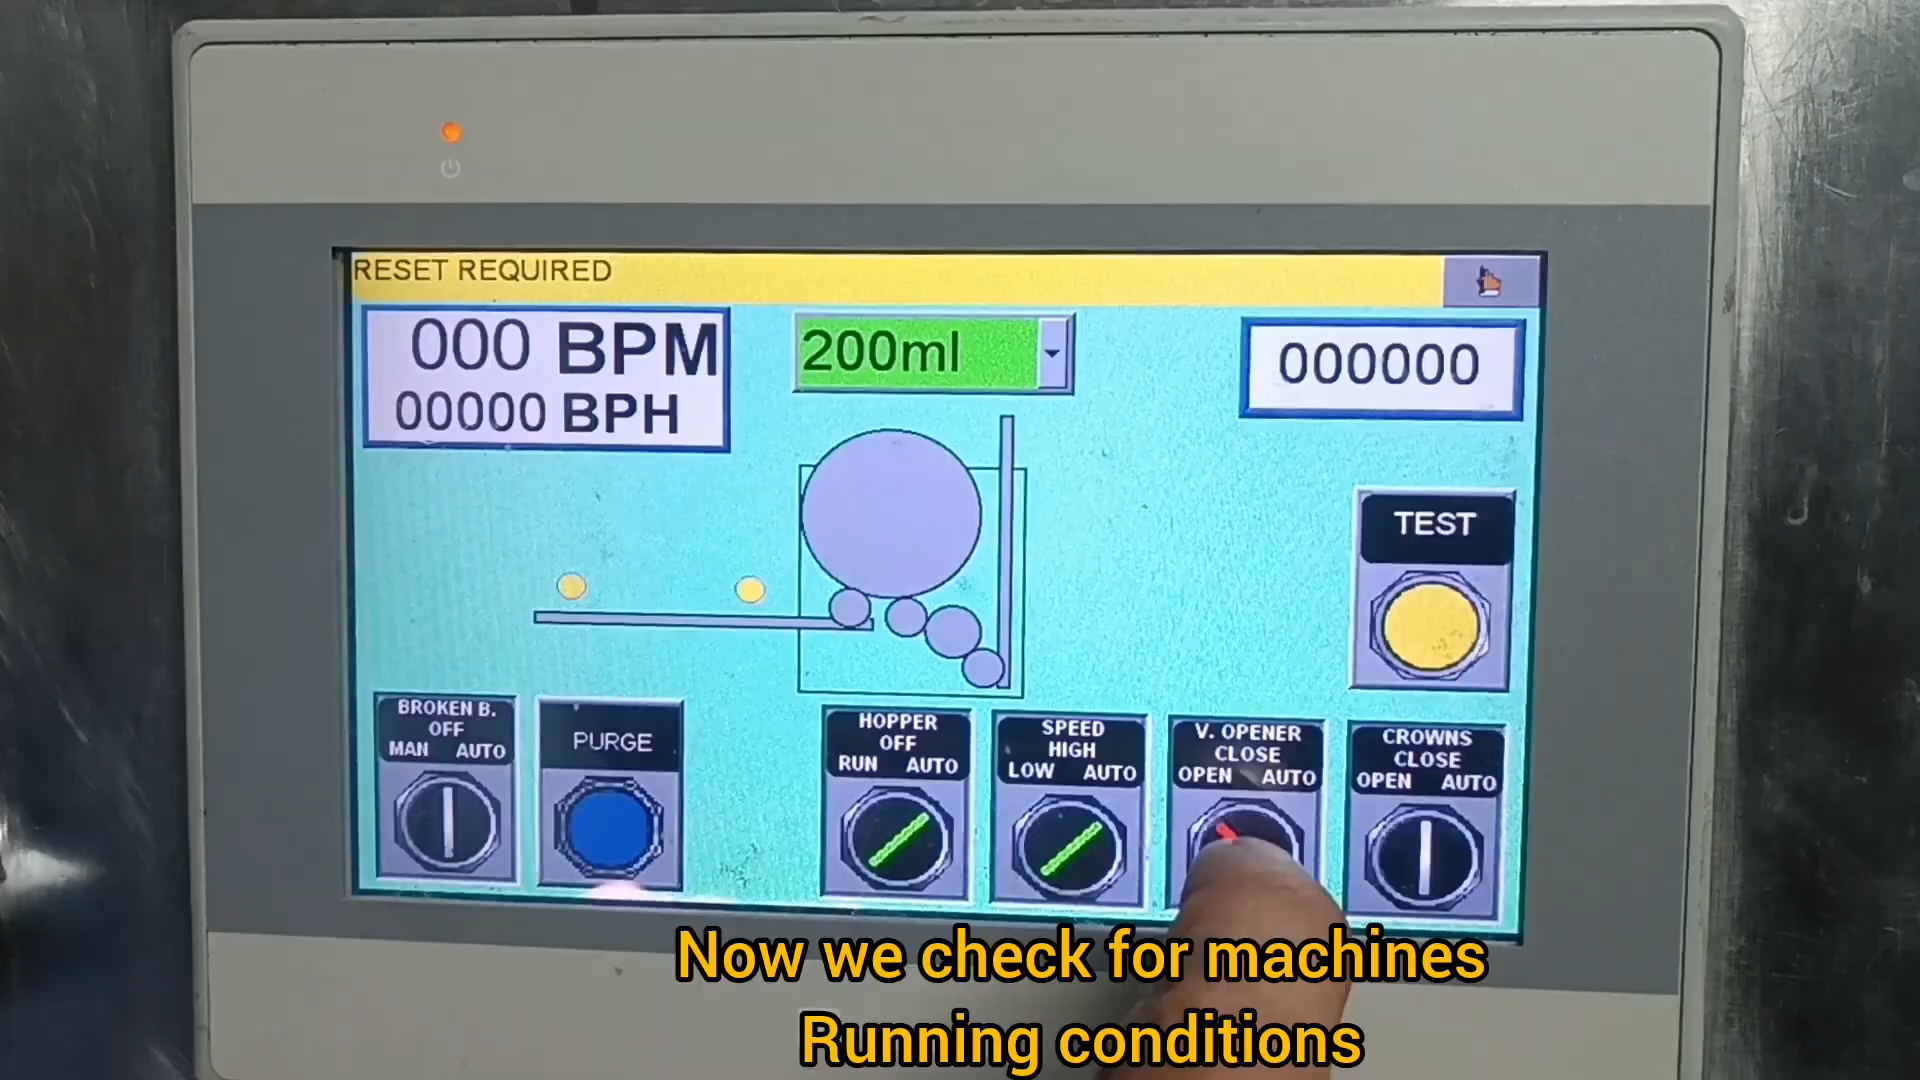 RESET REQUIRED
000 BPM
00000 BPH
200ml
000000
TEST
BROKEN B.
OFF
MAN AUTO
PURGE
HOPPER
OFF
RUN AUTO
SPEED
HIGH
LOW AUTO
V. OPENER
CLOSE
OPEN AUTO
CROWNS
CLOSE
OPEN AUTO
Now we check for machines
Running conditions